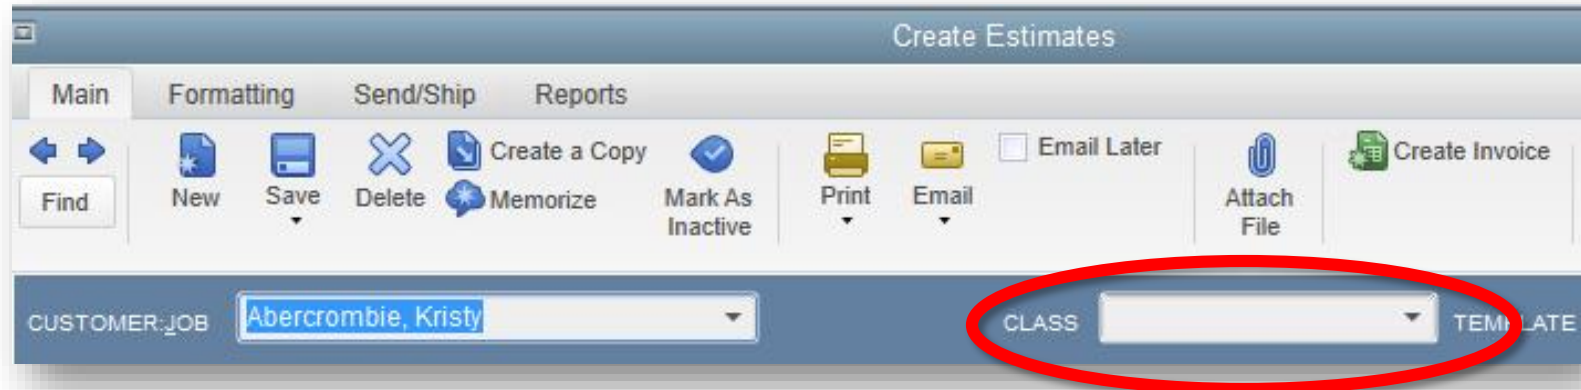 Create Estimates
Main Formatting Send/Ship Reports
Find
New
Save
Delete
Create a Copy
Memorize
Mark As
Inactive
Print
Email
Email Later
Attach
File
Create Invoice
CUSTOMER:JOB Abercrombie, Kristy CLASS TEMPLATE